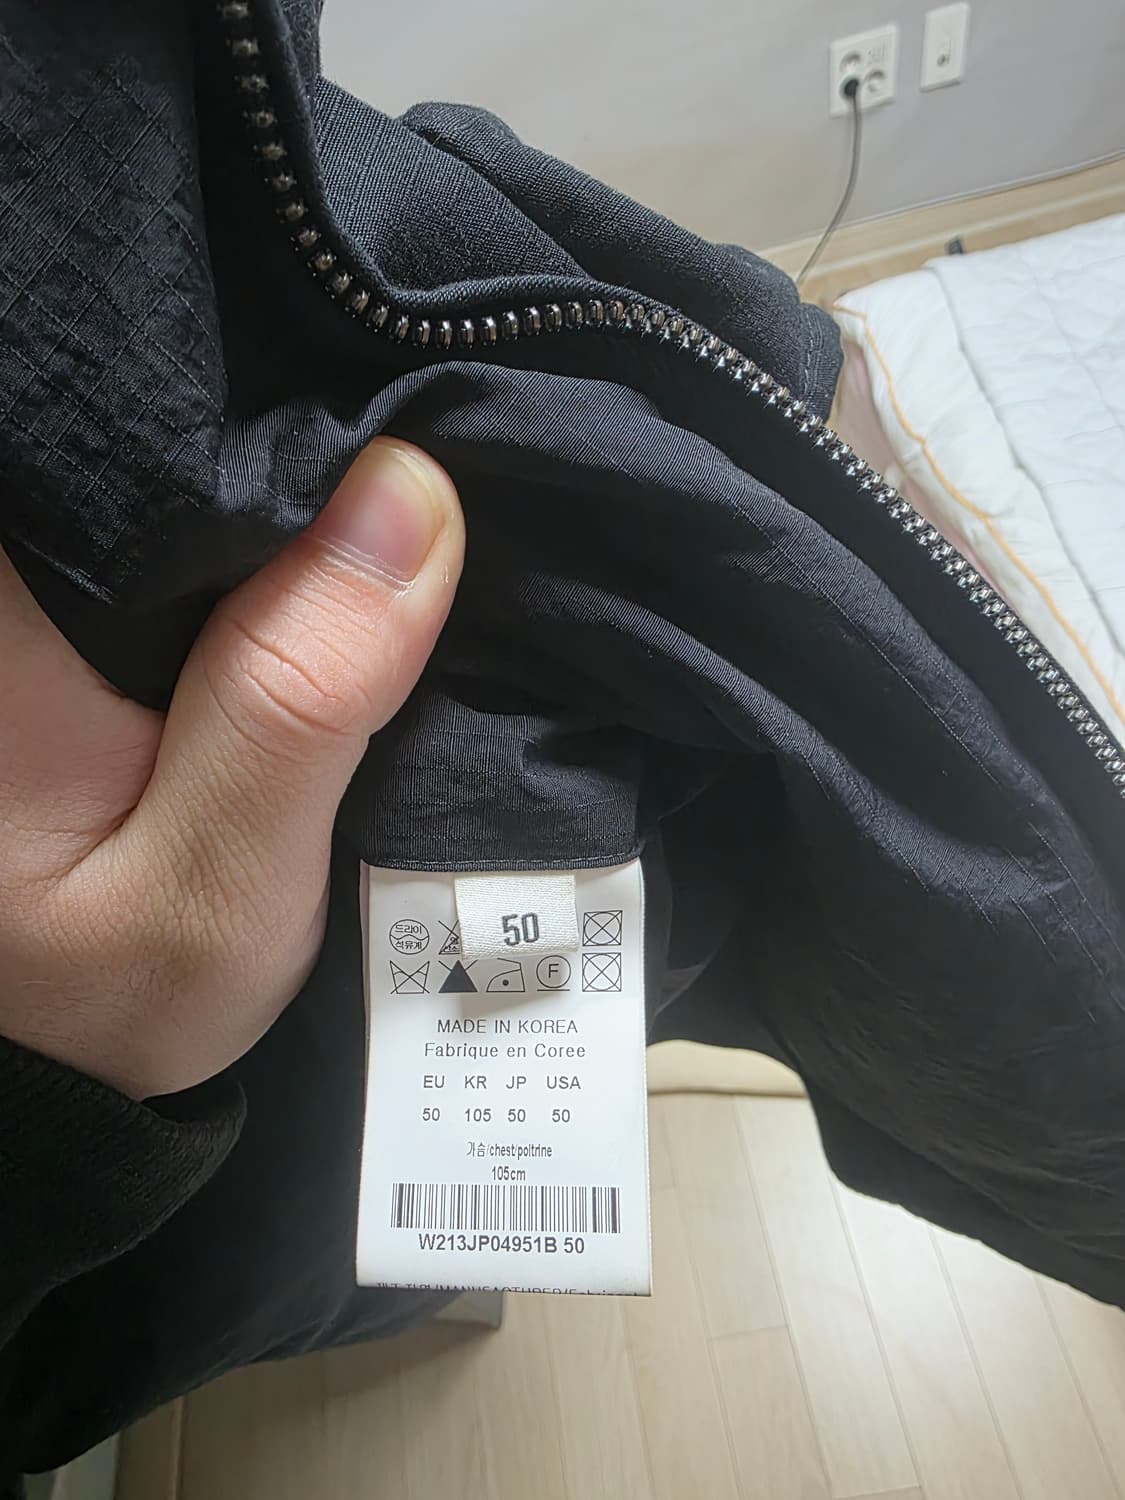 50
드라이
석유계
F
MADE IN KOREA
Fabrique en Coree
EU KR JP USA
50 105 50 50
가슴/chest/poltrine
105cm
W213JP04951B 50